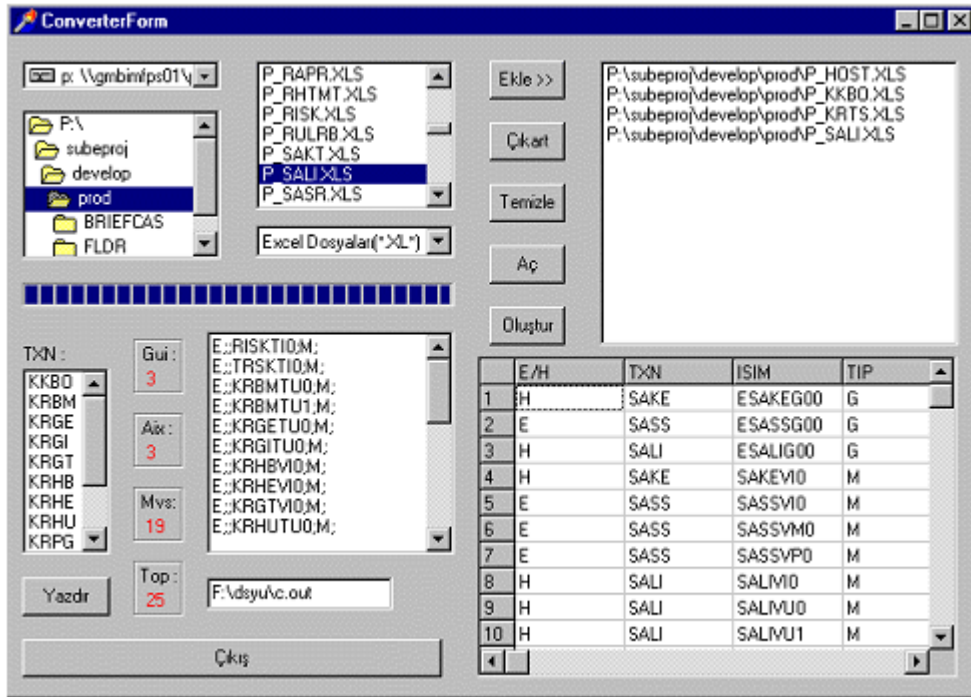 ConverterForm
p: \\gmbimfps01\
P:\
subeproj
develop
prod
BRIEFCAS
FLDR
P_RAPR.XLS
P_RHTMT.XLS
P_RISK.XLS
P_RULRB.XLS
P_SAKT.XLS
P_SALI.XLS
P_SASR.XLS
Excel Dosyaları(*.XL*)
Ekle >>
Çıkart
Temizle
Aç
Oluştur
P:\subeproj\develop\prod\P_HOST.XLS
P:\subeproj\develop\prod\P_KKBO.XLS
P:\subeproj\develop\prod\P_KRTS.XLS
P:\subeproj\develop\prod\P_SALI.XLS
TXN :
KKBO
KRBM
KRGE
KRGI
KRGT
KRHB
KRHE
KRHU
KRPG
Gui :
3
Aix :
3
Mvs:
19
Top :
25
E;;RISKTI0;M;
E;;TRSKTI0;M;
E;;KRBMTU0;M;
E;;KRBMTU1;M;
E;;KRGETU0;M;
E;;KRGITU0;M;
E;;KRHBVI0;M;
E;;KRHEVI0;M;
E;;KRGTVI0;M;
E;;KRHUTU0;M;
Yazdır
F:\dsyu\c.out
Çıkış
E/H TXN ISIM TIP
1 H SAKE ESAKEG00 G
2 E SASS ESASSG00 G
3 H SALI ESALIG00 G
4 H SAKE SAKEVI0 M
5 E SASS SASSVI0 M
6 E SASS SASSVM0 M
7 E SASS SASSVP0 M
8 H SALI SALIVI0 M
9 H SALI SALIVU0 M
10 H SALI SALIVU1 M